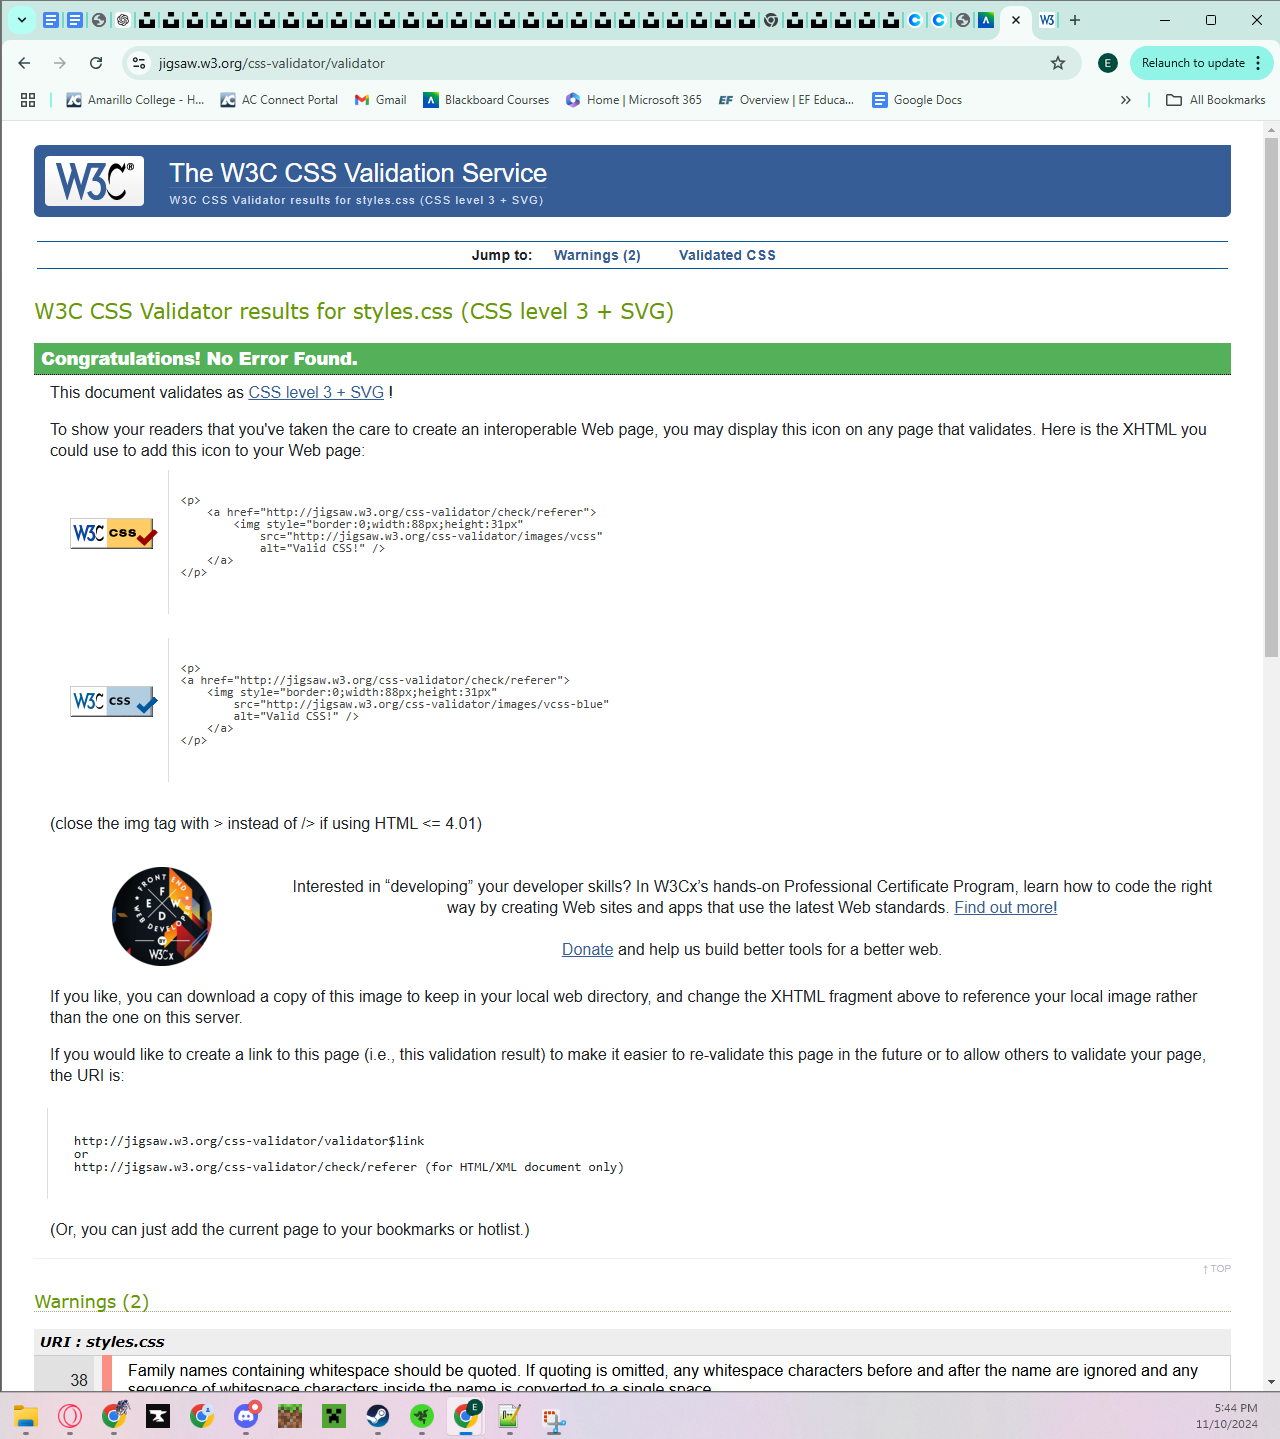 W3
jigsaw.w3.org/css-validator/validator
E
Relaunch to update
Amarillo College - H...
AC Connect Portal
Gmail
Blackboard Courses
Home | Microsoft 365
EF
Overview | EF Educa...
Google Docs
»
All Bookmarks
W3C®
The W3C CSS Validation Service
W3C CSS Validator results for styles.css (CSS level 3 + SVG)
Jump to: Warnings (2) Validated CSS
W3C CSS Validator results for styles.css (CSS level 3 + SVG)
Congratulations! No Error Found.
This document validates as CSS level 3 + SVG !
To show your readers that you've taken the care to create an interoperable Web page, you may display this icon on any page that validates. Here is the XHTML you
could use to add this icon to your Web page:
W3C css
<p>
<a href="http://jigsaw.w3.org/css-validator/check/referer">
<img style="border:0;width:88px;height:31px"
src="http://jigsaw.w3.org/css-validator/images/vcss"
alt="Valid CSS!" />
</a>
</p>
W3C css
<p>
<a href="http://jigsaw.w3.org/css-validator/check/referer">
<img style="border:0;width:88px;height:31px"
src="http://jigsaw.w3.org/css-validator/images/vcss-blue"
alt="Valid CSS!" />
</a>
</p>
(close the img tag with > instead of /> if using HTML <= 4.01)
FRONT END
F
E W
D
WEB DEVELOPER
BY
W3Cx
Interested in “developing” your developer skills? In W3Cx’s hands-on Professional Certificate Program, learn how to code the right
way by creating Web sites and apps that use the latest Web standards. Find out more!
Donate and help us build better tools for a better web.
If you like, you can download a copy of this image to keep in your local web directory, and change the XHTML fragment above to reference your local image rather
than the one on this server.
If you would like to create a link to this page (i.e., this validation result) to make it easier to re-validate this page in the future or to allow others to validate your page,
the URI is:
http://jigsaw.w3.org/css-validator/validator$link
or
http://jigsaw.w3.org/css-validator/check/referer (for HTML/XML document only)
(Or, you can just add the current page to your bookmarks or hotlist.)
↑ TOP
Warnings (2)
URI : styles.css
38
Family names containing whitespace should be quoted. If quoting is omitted, any whitespace characters before and after the name are ignored and any
sequence of whitespace characters inside the name is converted to a single space.
E
5:44 PM
11/10/2024